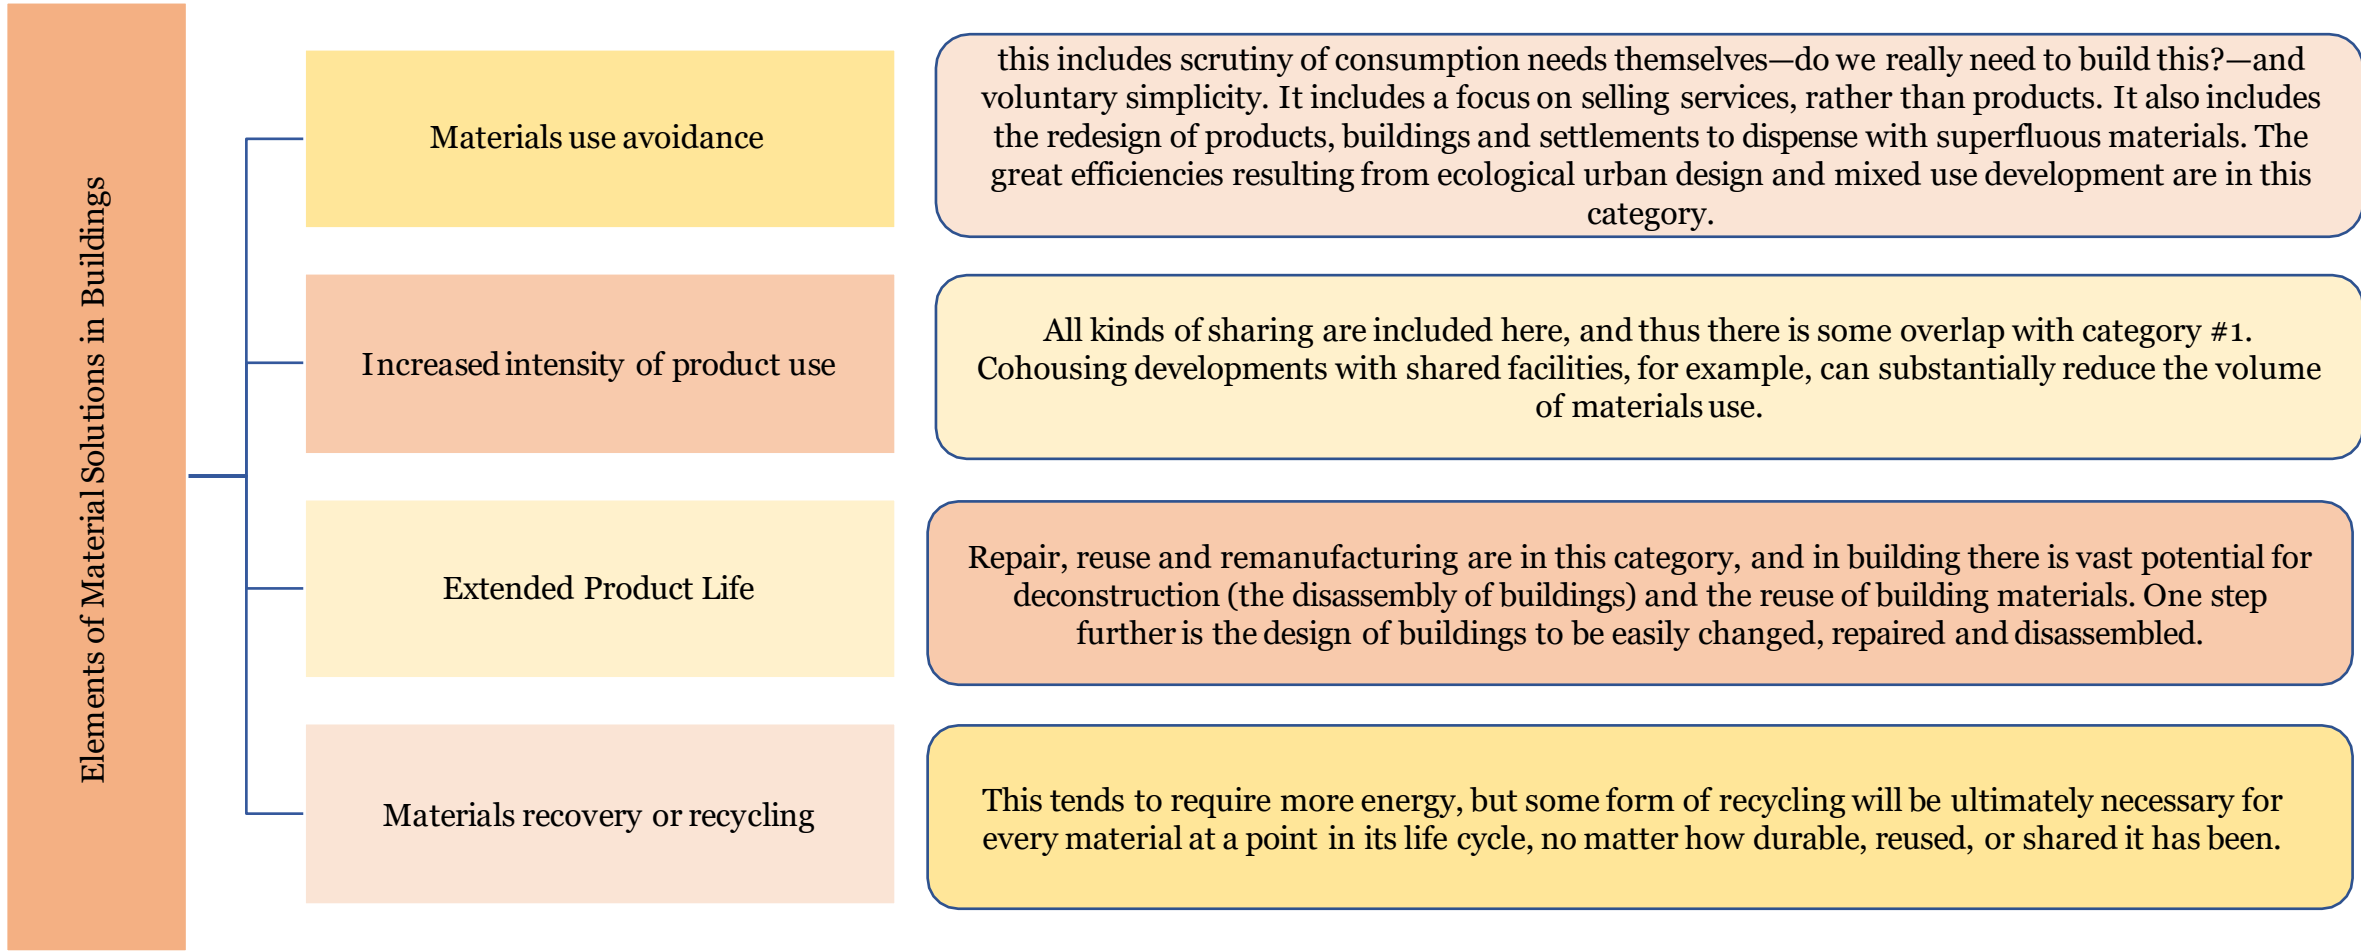 Elements of Material Solutions in Buildings
Materials use avoidance
this includes scrutiny of consumption needs themselves—do we really need to build this?—and
voluntary simplicity. It includes a focus on selling services, rather than products. It also includes
the redesign of products, buildings and settlements to dispense with superfluous materials. The
great efficiencies resulting from ecological urban design and mixed use development are in this
category.
Increased intensity of product use
All kinds of sharing are included here, and thus there is some overlap with category #1.
Cohousing developments with shared facilities, for example, can substantially reduce the volume
of materials use.
Extended Product Life
Repair, reuse and remanufacturing are in this category, and in building there is vast potential for
deconstruction (the disassembly of buildings) and the reuse of building materials. One step
further is the design of buildings to be easily changed, repaired and disassembled.
Materials recovery or recycling
This tends to require more energy, but some form of recycling will be ultimately necessary for
every material at a point in its life cycle, no matter how durable, reused, or shared it has been.